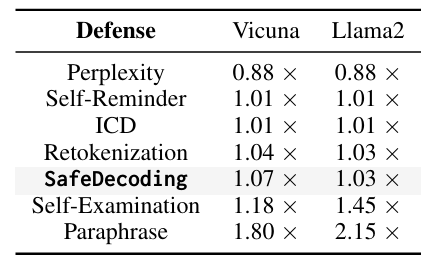 Defense Vicuna Llama2
Perplexity 0.88 × 0.88 ×
Self-Reminder 1.01 × 1.01 ×
ICD 1.01 × 1.01 ×
Retokenization 1.04 × 1.03 ×
SafeDecoding 1.07 × 1.03 ×
Self-Examination 1.18 × 1.45 ×
Paraphrase 1.80 × 2.15 ×